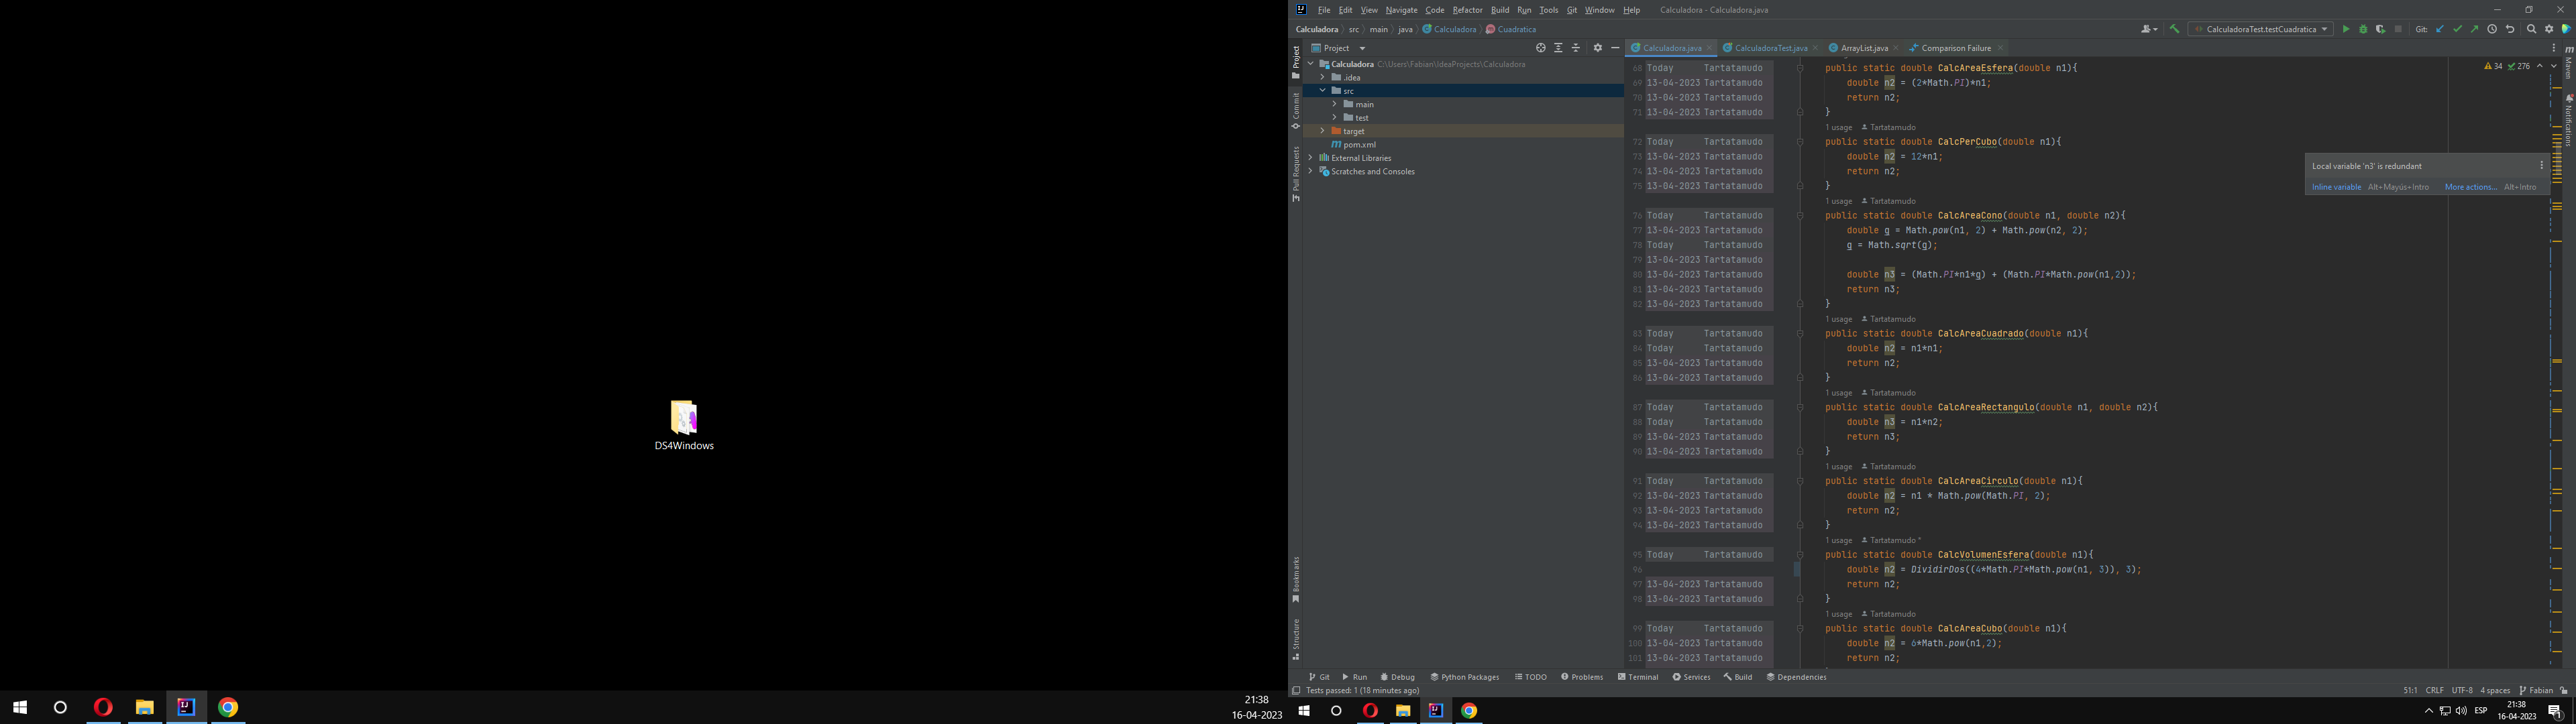 DS4Windows
21:38
16-04-2023
File Edit View Navigate Code Refactor Build Run Tools Git Window Help Calculadora - Calculadora.java
Calculadora src main java Calculadora Cuadratica
CalculadoraTest.testCuadratica Git:
Project
Calculadora.java CalculadoraTest.java ArrayList.java Comparison Failure
Project
Commit
Pull Requests
Bookmarks
Structure
Calculadora C:\Users\Fabian\IdeaProjects\Calculadora
.idea
src
main
test
target
pom.xml
External Libraries
Scratches and Consoles
68 Today Tartatamudo public static double CalcAreaEsfera(double n1){
69 13-04-2023 Tartatamudo double n2 = (2*Math.PI)*n1;
70 13-04-2023 Tartatamudo return n2;
71 13-04-2023 Tartatamudo }
1 usage Tartatamudo
72 Today Tartatamudo public static double CalcPerCubo(double n1){
73 13-04-2023 Tartatamudo double n2 = 12*n1;
74 13-04-2023 Tartatamudo return n2;
75 13-04-2023 Tartatamudo }
1 usage Tartatamudo
76 Today Tartatamudo public static double CalcAreaCono(double n1, double n2){
77 13-04-2023 Tartatamudo double g = Math.pow(n1, 2) + Math.pow(n2, 2);
78 Today Tartatamudo g = Math.sqrt(g);
79 Today Tartatamudo
80 13-04-2023 Tartatamudo double n3 = (Math.PI*n1*g) + (Math.PI*Math.pow(n1,2));
81 13-04-2023 Tartatamudo return n3;
82 13-04-2023 Tartatamudo }
1 usage Tartatamudo
83 Today Tartatamudo public static double CalcAreaCuadrado(double n1){
84 Today Tartatamudo double n2 = n1*n1;
85 13-04-2023 Tartatamudo return n2;
86 13-04-2023 Tartatamudo }
1 usage Tartatamudo
87 Today Tartatamudo public static double CalcAreaRectangulo(double n1, double n2){
88 Today Tartatamudo double n3 = n1*n2;
89 13-04-2023 Tartatamudo return n3;
90 13-04-2023 Tartatamudo }
1 usage Tartatamudo
91 Today Tartatamudo public static double CalcAreaCirculo(double n1){
92 13-04-2023 Tartatamudo double n2 = n1 * Math.pow(Math.PI, 2);
93 13-04-2023 Tartatamudo return n2;
94 13-04-2023 Tartatamudo }
1 usage Tartatamudo *
95 Today Tartatamudo public static double CalcVolumenEsfera(double n1){
96 double n2 = DividirDos((4*Math.PI*Math.pow(n1, 3)), 3);
97 13-04-2023 Tartatamudo return n2;
98 13-04-2023 Tartatamudo }
1 usage Tartatamudo
99 Today Tartatamudo public static double CalcAreaCubo(double n1){
100 13-04-2023 Tartatamudo double n2 = 6*Math.pow(n1,2);
101 13-04-2023 Tartatamudo return n2;
34 276
Local variable 'n3' is redundant
Inline variable Alt+Mayús+Intro More actions... Alt+Intro
Maven
Notifications
Git Run Debug Python Packages TODO Problems Terminal Services Build Dependencies
Tests passed: 1 (18 minutes ago)
51:1 CRLF UTF-8 4 spaces Fabian
ESP
21:38
16-04-2023